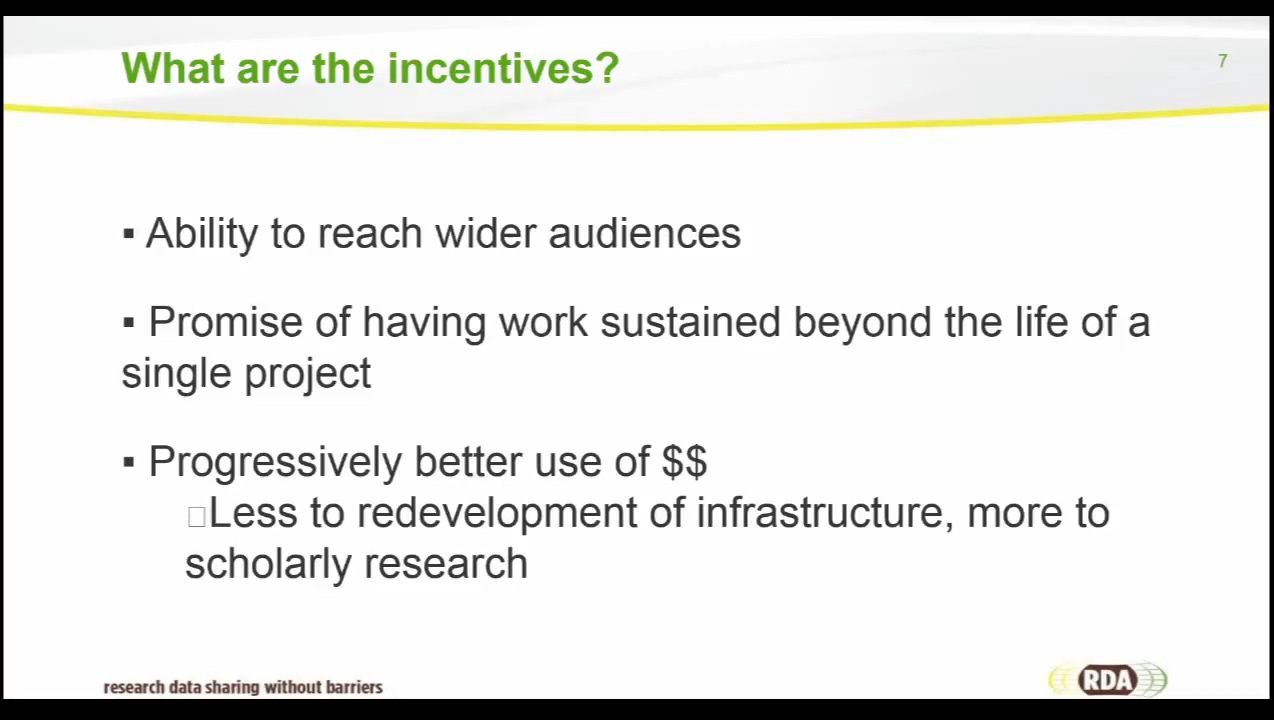 What are the incentives?
7
▪ Ability to reach wider audiences
▪ Promise of having work sustained beyond the life of a
single project
▪ Progressively better use of $$
□Less to redevelopment of infrastructure, more to
scholarly research
research data sharing without barriers
RDA